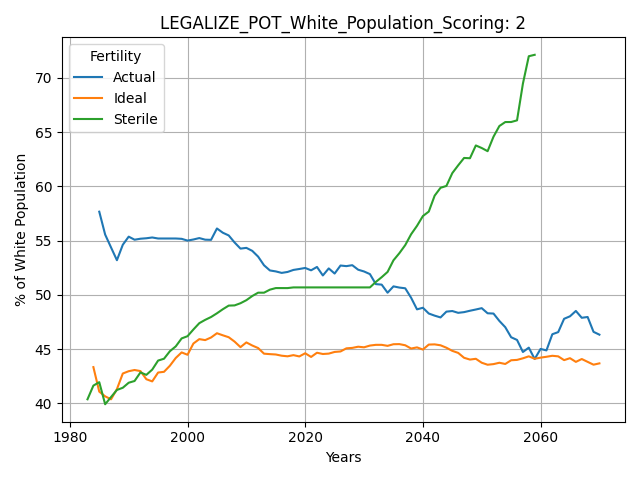 LEGALIZE_POT_White_Population_Scoring: 2
Fertility
Actual
Ideal
Sterile
% of White Population
70
65
60
55
50
45
40
1980
2000
2020
2040
2060
Years